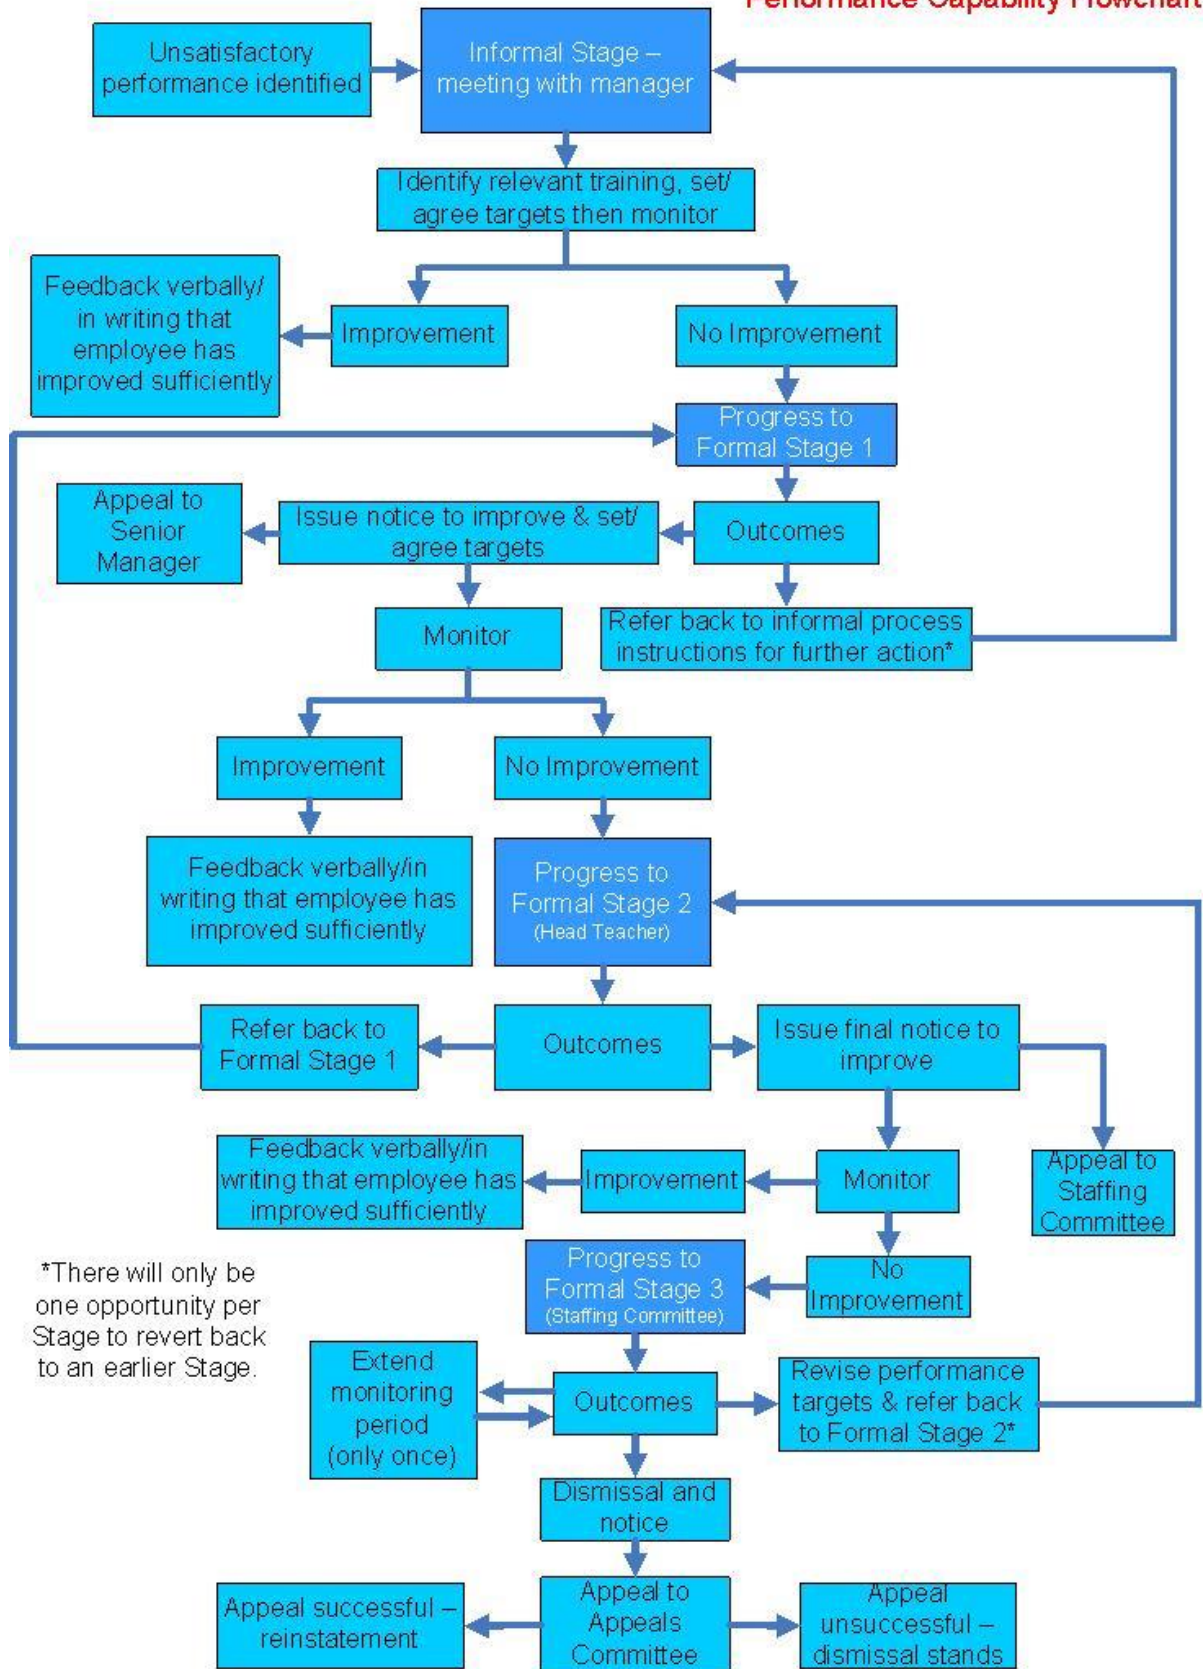 Performance Capability Flowchart
Unsatisfactory
performance identified
Informal Stage –
meeting with manager
Identify relevant training, set/
agree targets then monitor
Feedback verbally/
in writing that
employee has
improved sufficiently
Improvement
No Improvement
Progress to
Formal Stage 1
Appeal to
Senior
Manager
Issue notice to improve & set/
agree targets
Outcomes
Monitor
Refer back to informal process
instructions for further action*
Improvement
No Improvement
Feedback verbally/in
writing that employee has
improved sufficiently
Progress to
Formal Stage 2
(Head Teacher)
Refer back to
Formal Stage 1
Outcomes
Issue final notice to
improve
Feedback verbally/in
writing that employee has
improved sufficiently
Improvement
Monitor
Appeal to
Staffing
Committee
*There will only be
one opportunity per
Stage to revert back
to an earlier Stage.
Progress to
Formal Stage 3
(Staffing Committee)
No
Improvement
Extend
monitoring
period
(only once)
Outcomes
Revise performance
targets & refer back
to Formal Stage 2*
Dismissal and
notice
Appeal successful –
reinstatement
Appeal to
Appeals
Committee
Appeal
unsuccessful –
dismissal stands